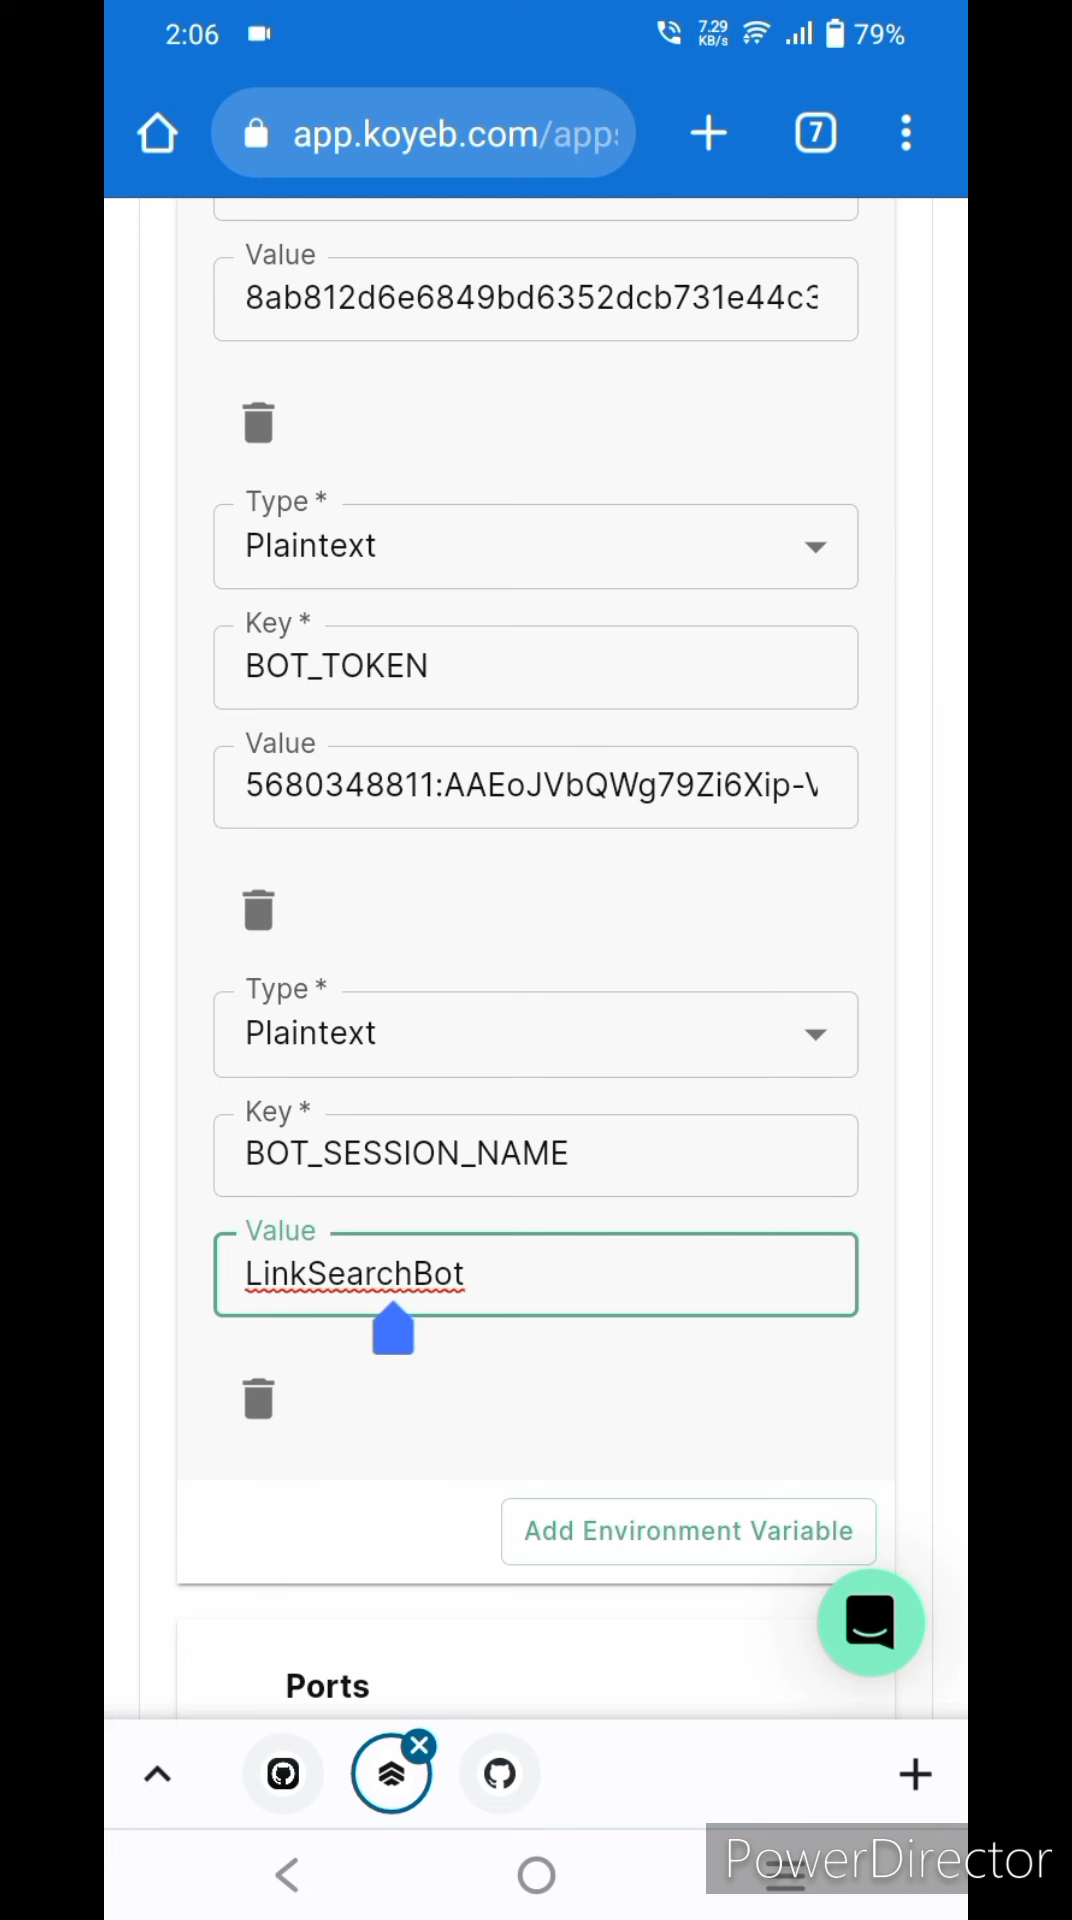 2:06
7.29
KB/s
79%
app.koyeb.com/apps
7
Value
8ab812d6e6849bd6352dcb731e44c3
Type *
Plaintext
Key *
BOT_TOKEN
Value
5680348811:AAEoJVbQWg79Zi6Xip-V
Type *
Plaintext
Key *
BOT_SESSION_NAME
Value
LinkSearchBot
Add Environment Variable
Ports
PowerDirector